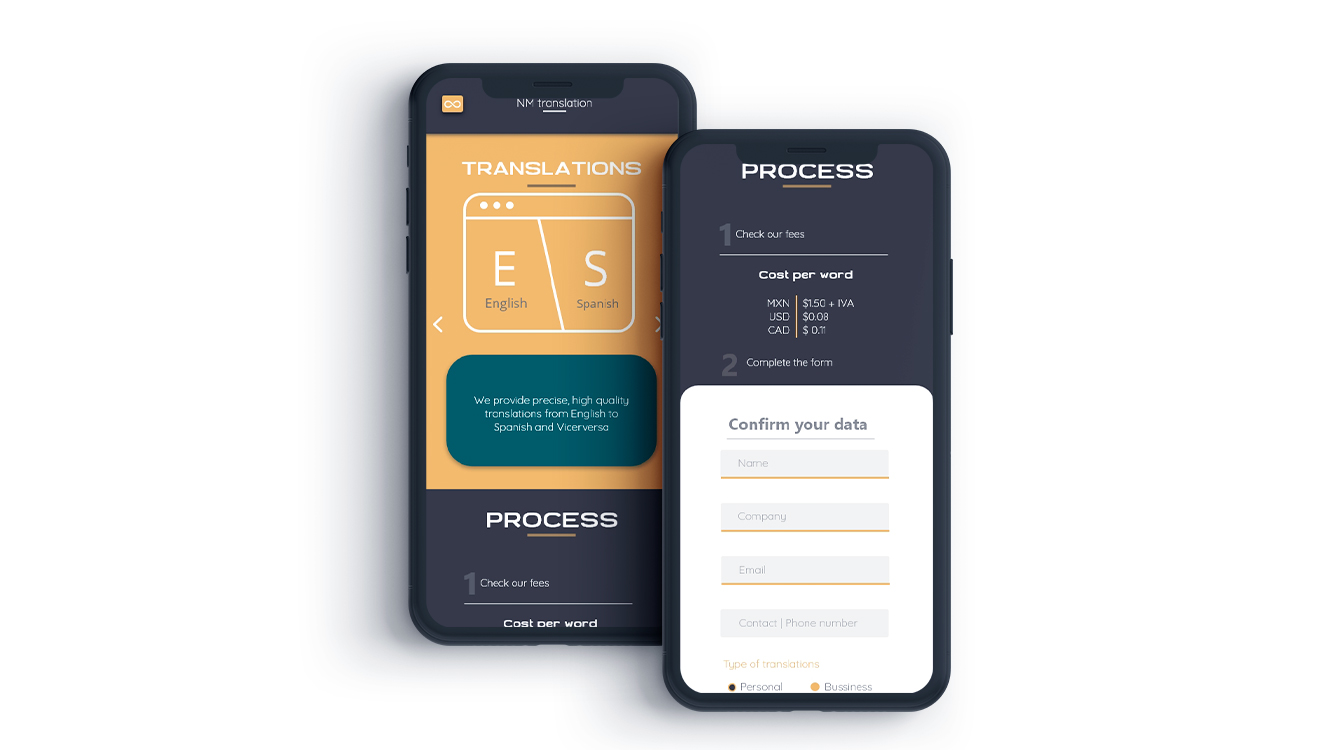 NM translation
TRANSLATIONS
E
S
English
Spanish
We provide precise, high quality
translations from English to
Spanish and Vicerversa
PROCESS
1 Check our fees
Cost per word
PROCESS
1 Check our fees
Cost per word
MXN $1.50 + IVA
USD $0.08
CAD $ 0.11
2 Complete the form
Confirm your data
Name
Company
Email
Contact | Phone number
Type of translations
Personal
Bussiness